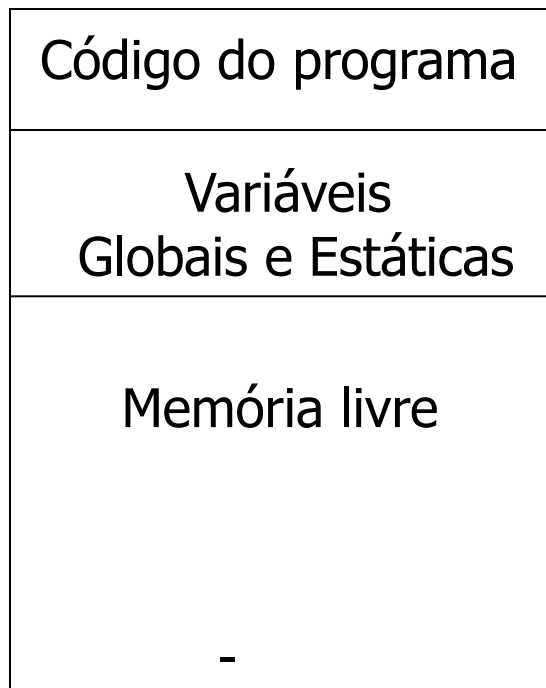 Código do programa
Variáveis
Globais e Estáticas
Memória livre
-